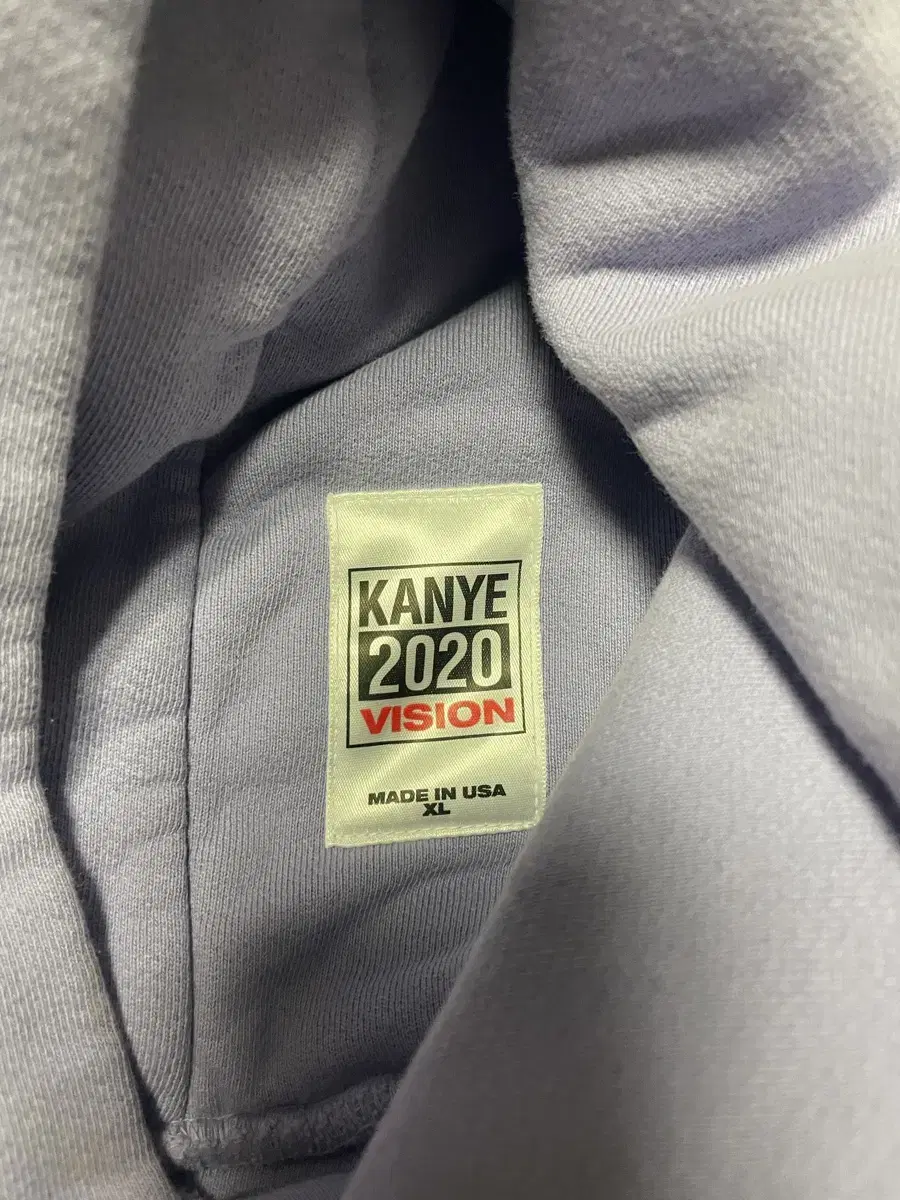 KANYE
2020
VISION
MADE IN USA
XL